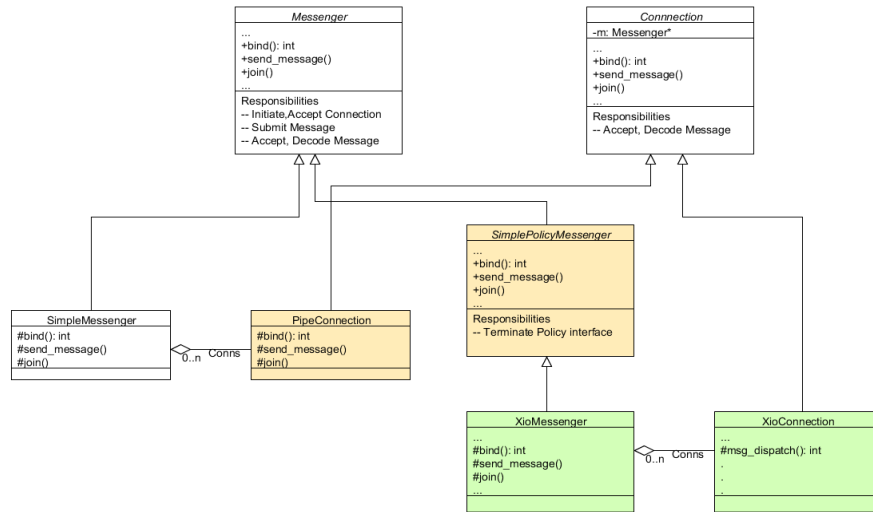 Messenger
...
+bind(): int
+send_message()
+join()
...
Responsibilities
-- Initiate,Accept Connection
-- Submit Message
-- Accept, Decode Message
Connnection
-m: Messenger*
...
+bind(): int
+send_message()
+join()
...
Responsibilities
-- Accept, Decode Message
SimplePolicyMessenger
...
+bind(): int
+send_message()
+join()
...
Responsibilities
-- Terminate Policy interface
SimpleMessenger
#bind(): int
#send_message()
#join()
0..n Conns
PipeConnection
#bind(): int
#send_message()
#join()
XioMessenger
...
#bind(): int
#send_message()
#join()
...
0..n Conns
XioConnection
...
#msg_dispatch(): int
.
.
.